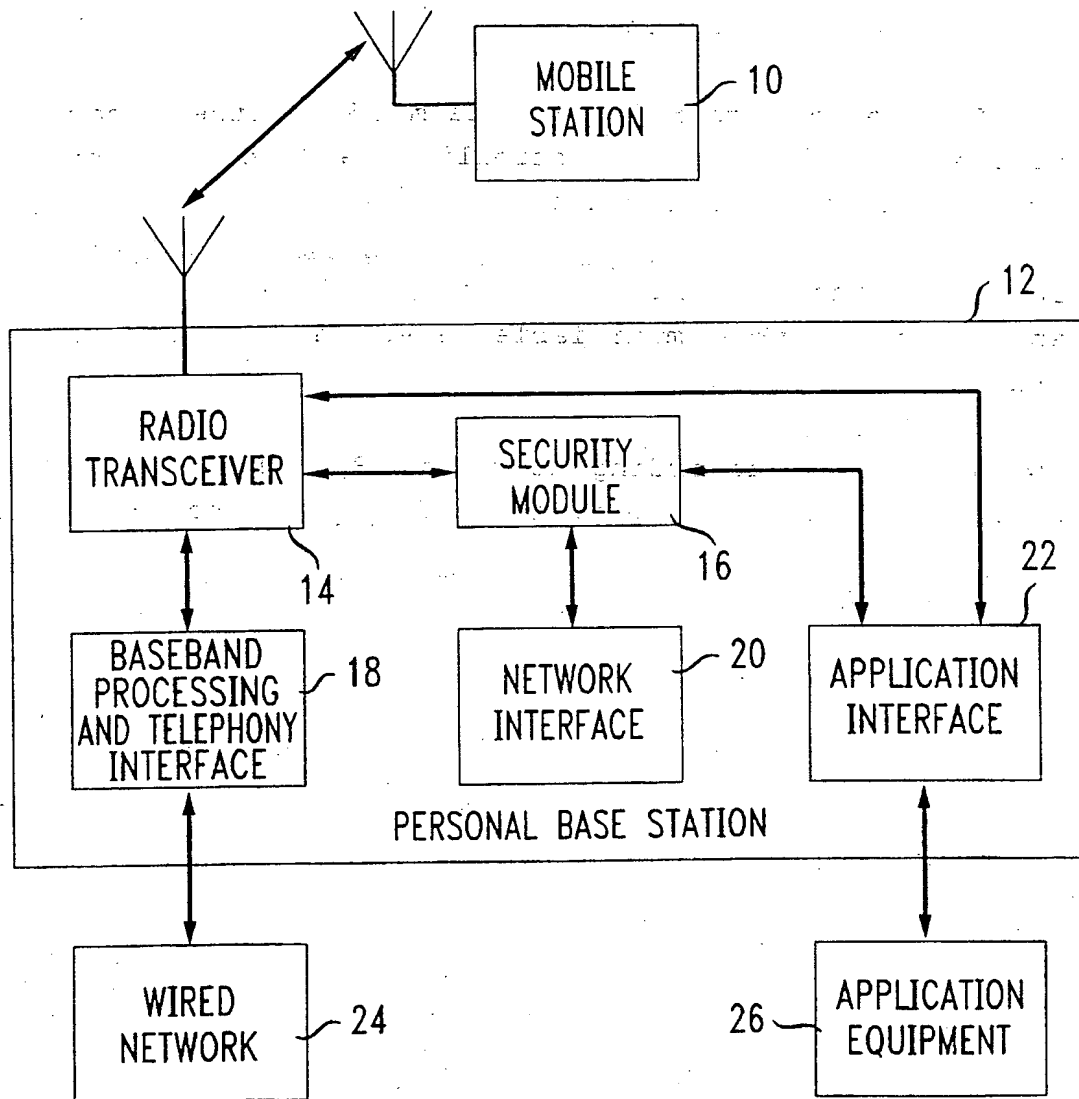 MOBILE
STATION
10
12
RADIO
TRANSCEIVER
14
SECURITY
MODULE
16
22
BASEBAND
PROCESSING
AND TELEPHONY
INTERFACE
18
NETWORK
INTERFACE
20
APPLICATION
INTERFACE
PERSONAL BASE STATION
WIRED
NETWORK
24
26
APPLICATION
EQUIPMENT